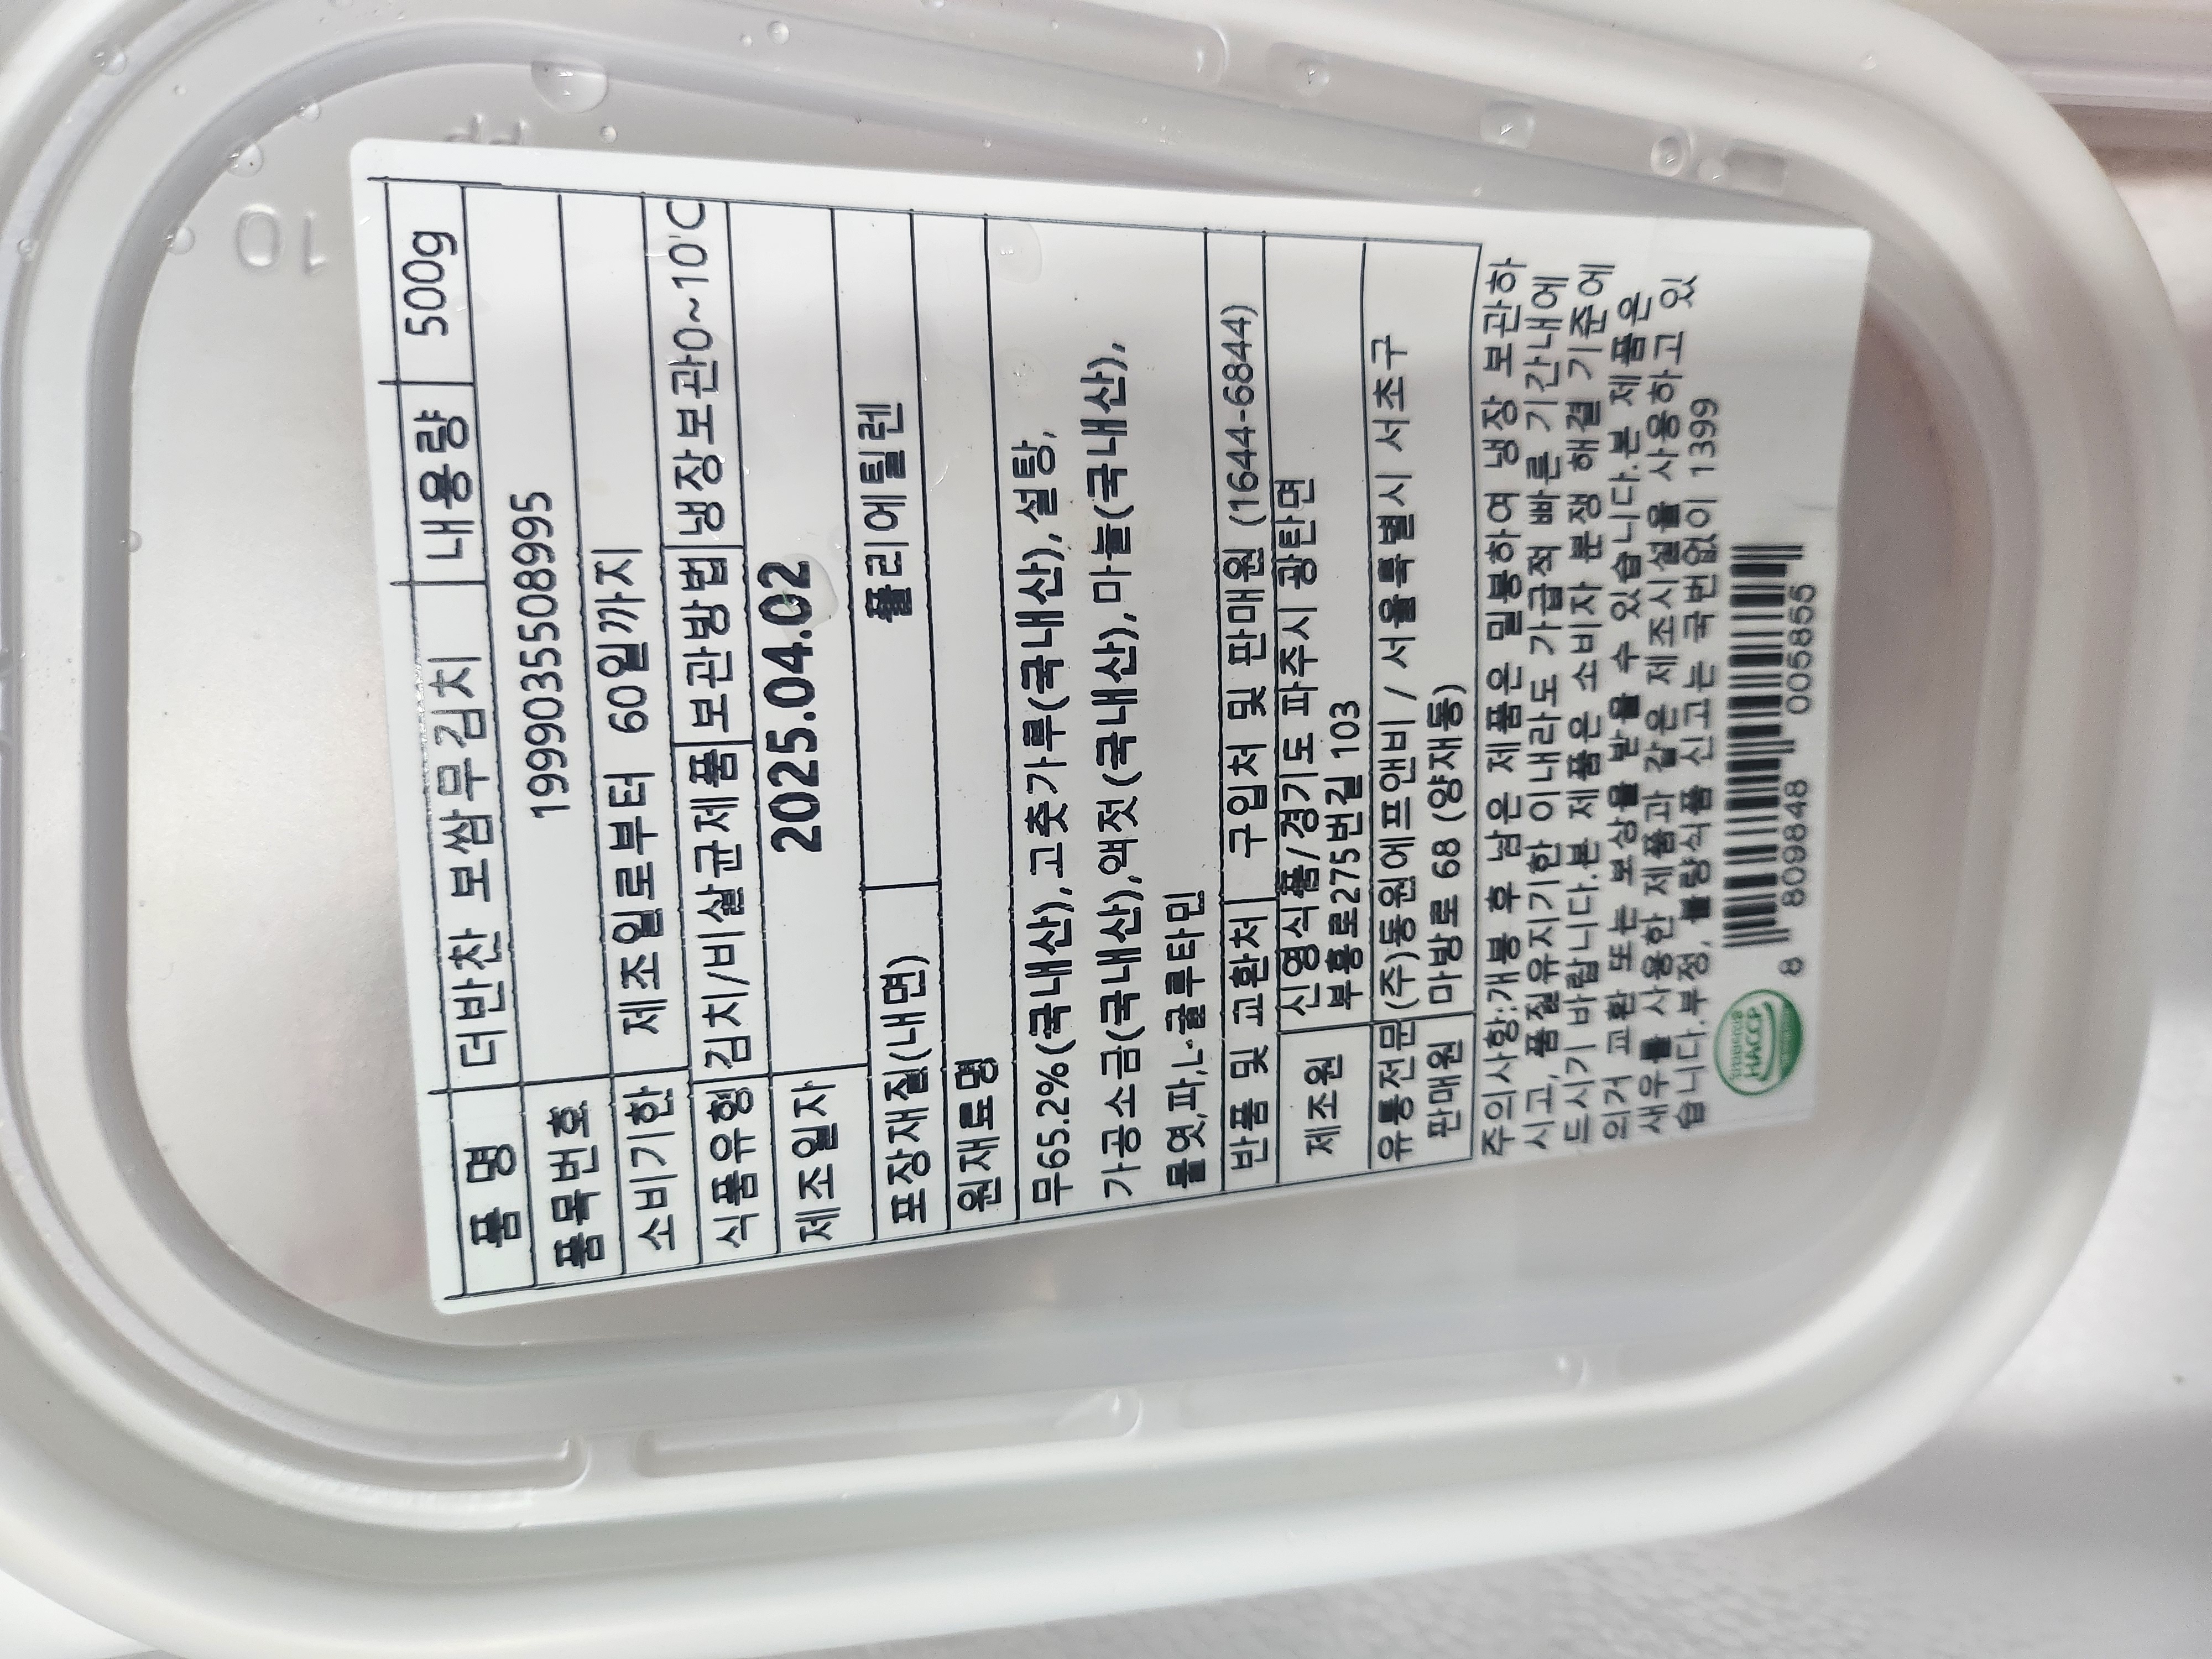 품 명 더반찬 보쌈무김치 내용량 500g
품목번호 1999035508995
소비기한 제조일로부터 60일까지
식품유형 김치/비살균제품 보관방법 냉장보관0~10℃
제조일자 2025.04.02
포장재질(내면) 폴리에틸렌
원재료명
무65.2%(국내산),고춧가루(국내산),설탕,
가공소금(국내산),액젓(국내산),마늘(국내산),
물엿,파,L-글루타민
반품 및 교환처 구입처 및 판매원 (1644-6844)
제조원 신영식품/경기도 파주시 광탄면
부흥로275번길 103
유통전문 (주)동원에프앤비 / 서울특별시 서초구
판매원 마방로 68 (양재동)
주의사항:개봉 후 남은 제품은 밀봉하여 냉장 보관하
시고, 품질유지기한 이내라도 가급적 빠른 기간내에
드시기 바랍니다.본 제품은 소비자 분쟁 해결 기준에
의거 교환 또는 보상을 받을 수 있습니다.본 제품은
새우를 사용한 제품과 같은 제조시설을 사용하고 있
습니다.부정, 불량식품 신고는 국번없이 1399
HACCP
8 809848 005855
PP
10